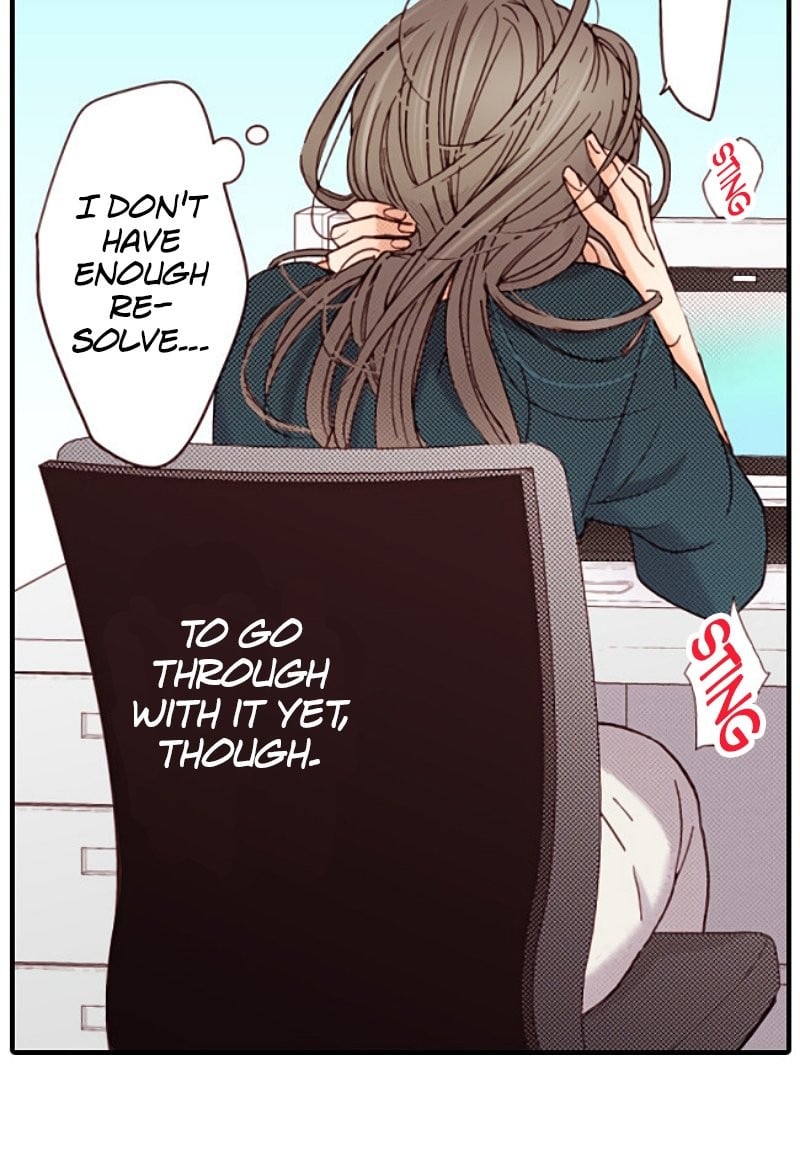 STING
I DON'T
HAVE
ENOUGH
RE-
SOLVE...
STING
TO GO
THROUGH
WITH IT YET,
THOUGH.